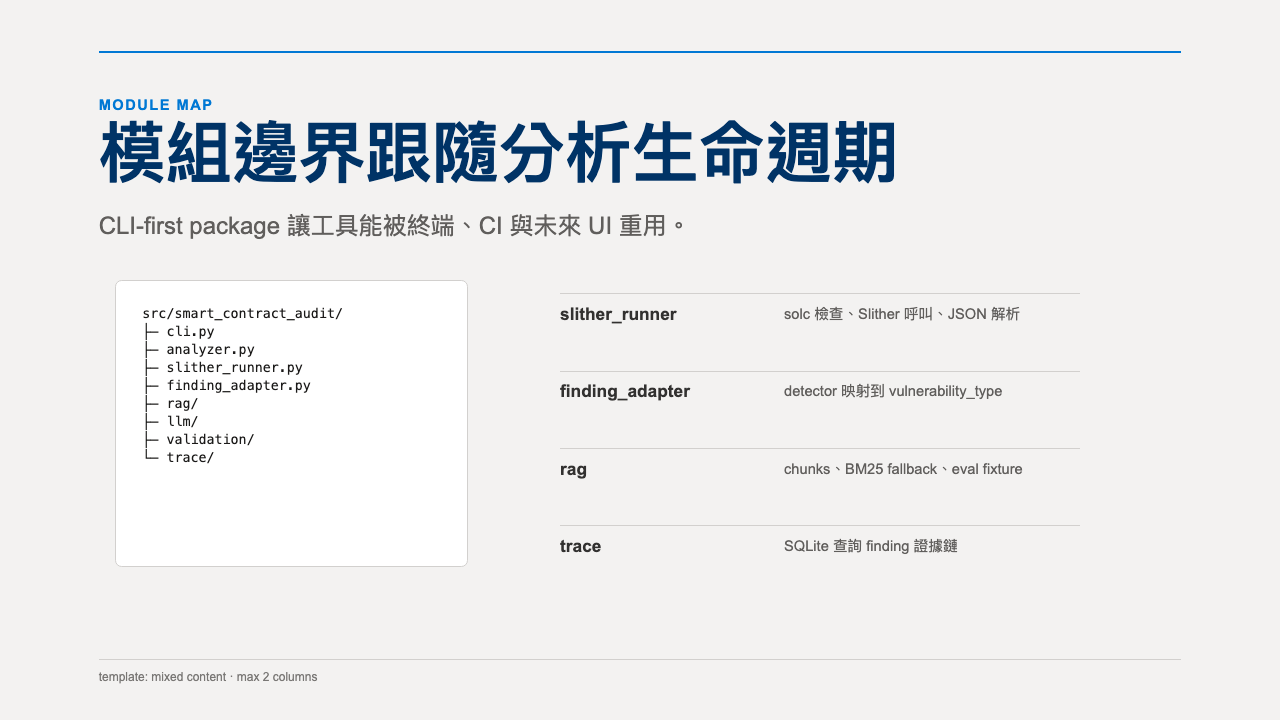 MODULE MAP
模組邊界跟隨分析生命週期
CLI-first package 讓工具能被終端、CI 與未來 UI 重用。
src/smart_contract_audit/
├─ cli.py
├─ analyzer.py
├─ slither_runner.py
├─ finding_adapter.py
├─ rag/
├─ llm/
├─ validation/
└─ trace/
slither_runner solc 檢查、Slither 呼叫、JSON 解析
finding_adapter detector 映射到 vulnerability_type
rag chunks、BM25 fallback、eval fixture
trace SQLite 查詢 finding 證據鏈
template: mixed content · max 2 columns